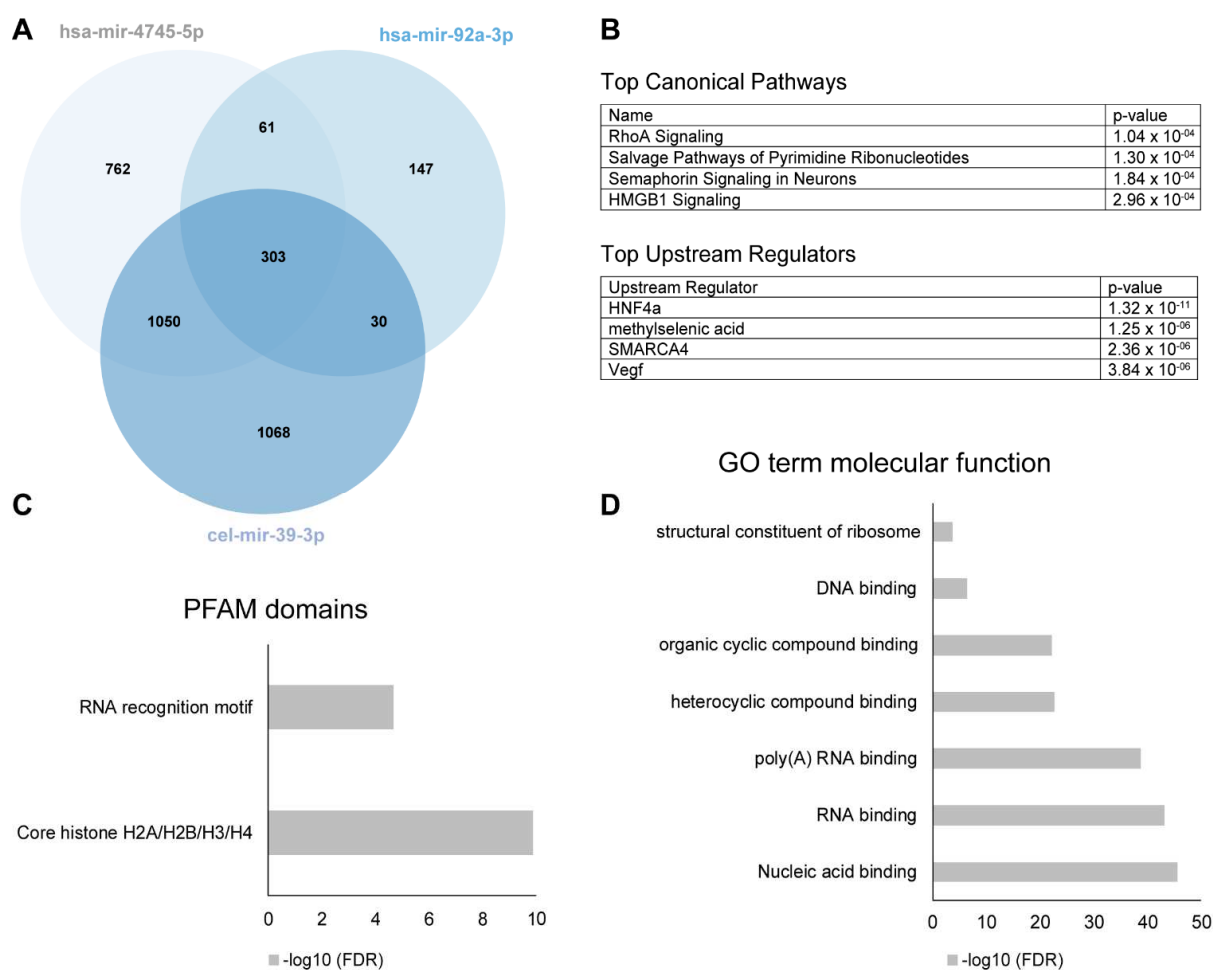 A
hsa-mir-4745-5p
hsa-mir-92a-3p
61
762
147
303
1050
30
1068
cel-mir-39-3p
B
Top Canonical Pathways
Name p-value
RhoA Signaling 1.04 x 10⁻⁰⁴
Salvage Pathways of Pyrimidine Ribonucleotides 1.30 x 10⁻⁰⁴
Semaphorin Signaling in Neurons 1.84 x 10⁻⁰⁴
HMGB1 Signaling 2.96 x 10⁻⁰⁴
Top Upstream Regulators
Upstream Regulator p-value
HNF4a 1.32 x 10⁻¹¹
methylselenic acid 1.25 x 10⁻⁰⁶
SMARCA4 2.36 x 10⁻⁰⁶
Vegf 3.84 x 10⁻⁰⁶
C
PFAM domains
RNA recognition motif
Core histone H2A/H2B/H3/H4
0 2 4 6 8 10
-log10 (FDR)
D
GO term molecular function
structural constituent of ribosome
DNA binding
organic cyclic compound binding
heterocyclic compound binding
poly(A) RNA binding
RNA binding
Nucleic acid binding
0 10 20 30 40 50
-log10 (FDR)